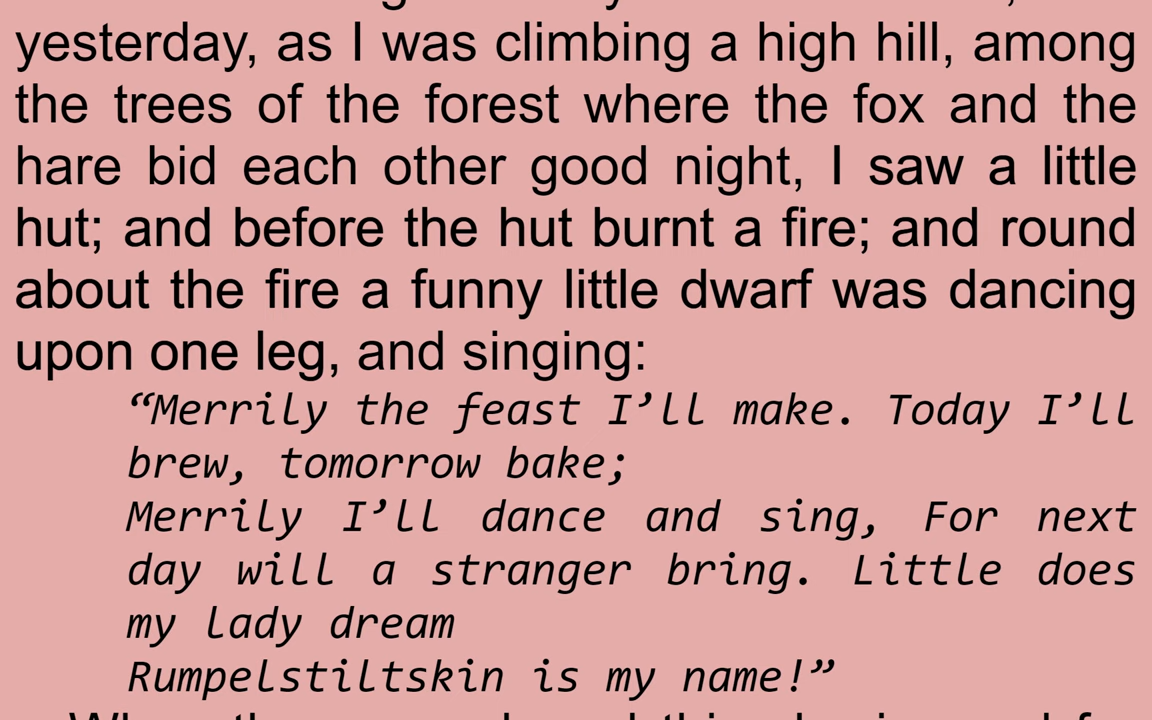 yesterday, as I was climbing a high hill, among
the trees of the forest where the fox and the
hare bid each other good night, I saw a little
hut; and before the hut burnt a fire; and round
about the fire a funny little dwarf was dancing
upon one leg, and singing:
“Merrily the feast I’ll make. Today I’ll
brew, tomorrow bake;
Merrily I’ll dance and sing, For next
day will a stranger bring. Little does
my lady dream
Rumpelstiltskin is my name!”